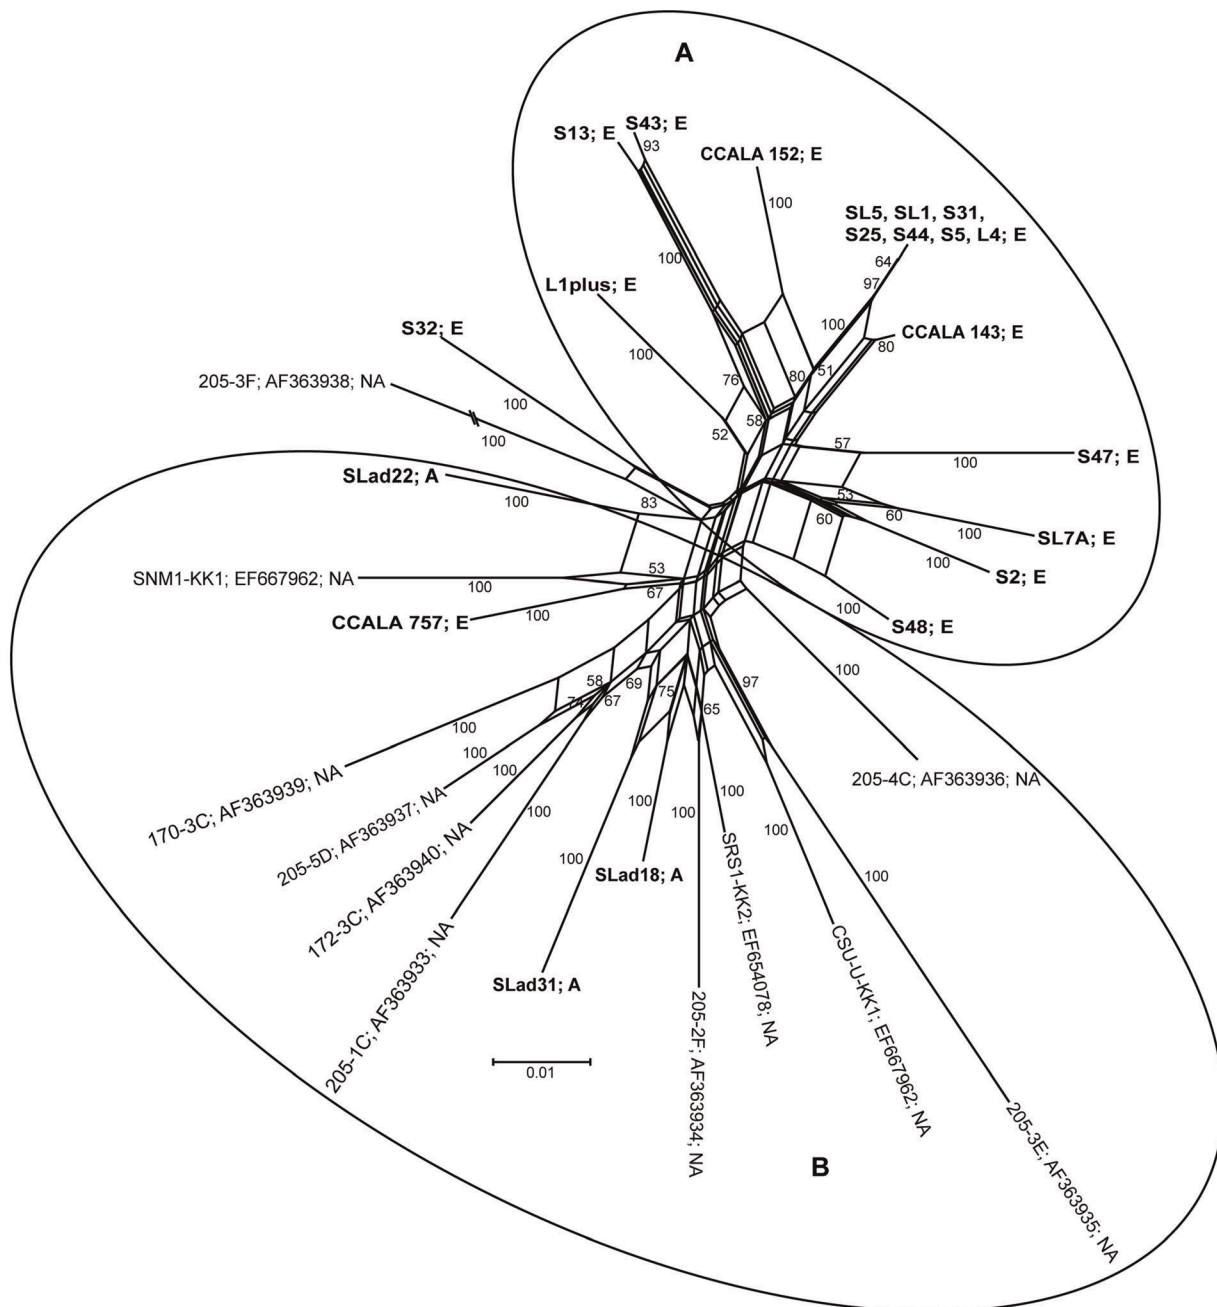 A
S43; E
S13; E
93
CCALA 152; E
100
SL5, SL1, S31,
S25, S44, S5, L4; E
64
97
100
L1plus; E
100
CCALA 143; E
80
S32; E
100
76
80
51
205-3F; AF363938; NA
100
100
58
52
57
S47; E
100
SLad22; A
100
83
53
60
60
SL7A; E
100
S2; E
100
SNM1-KK1; EF667962; NA
100
53
67
CCALA 757; E
100
100
S48; E
100
58
74
67
69
75
65
97
100
100
100
100
170-3C; AF363939; NA
205-5D; AF363937; NA
172-3C; AF363940; NA
205-1C; AF363933; NA
100
SLad31; A
100
SLad18; A
100
205-2F; AF363934; NA
100
SRS1-KK2; EF654078; NA
100
CSU-U-KK1; EF667962; NA
100
205-3E; AF363935; NA
205-4C; AF363936; NA
0.01
B